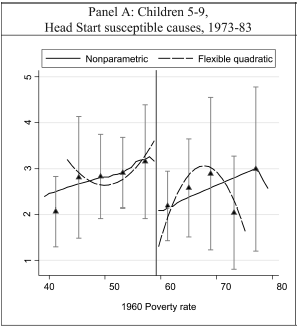 Panel A: Children 5-9,
Head Start susceptible causes, 1973-83
Nonparametric Flexible quadratic
5
4
3
2
1
40 50 60 70 80
1960 Poverty rate